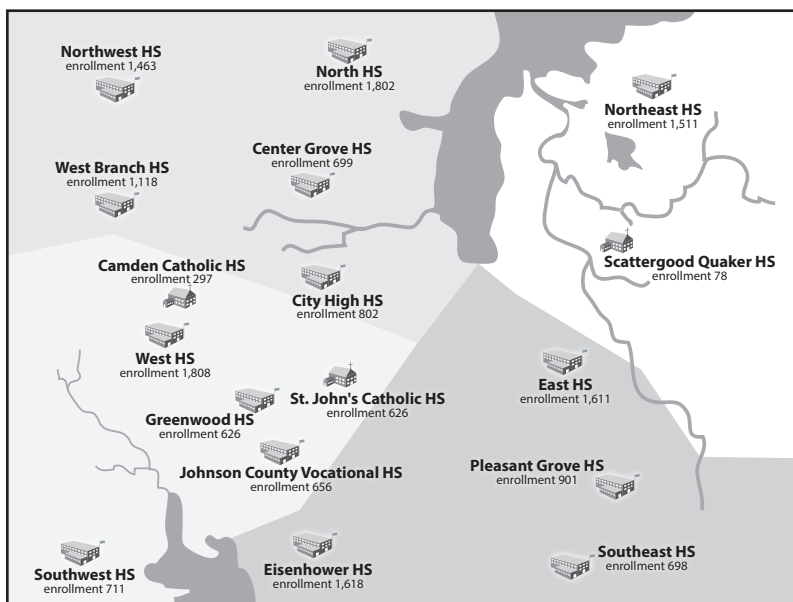 Northwest HS
enrollment 1,463
North HS
enrollment 1,802
Northeast HS
enrollment 1,511
Center Grove HS
enrollment 699
West Branch HS
enrollment 1,118
Camden Catholic HS
enrollment 297
Scattergood Quaker HS
enrollment 78
City High HS
enrollment 802
West HS
enrollment 1,808
East HS
enrollment 1,611
St. John's Catholic HS
enrollment 626
Greenwood HS
enrollment 626
Johnson County Vocational HS
enrollment 656
Pleasant Grove HS
enrollment 901
Southwest HS
enrollment 711
Eisenhower HS
enrollment 1,618
Southeast HS
enrollment 698